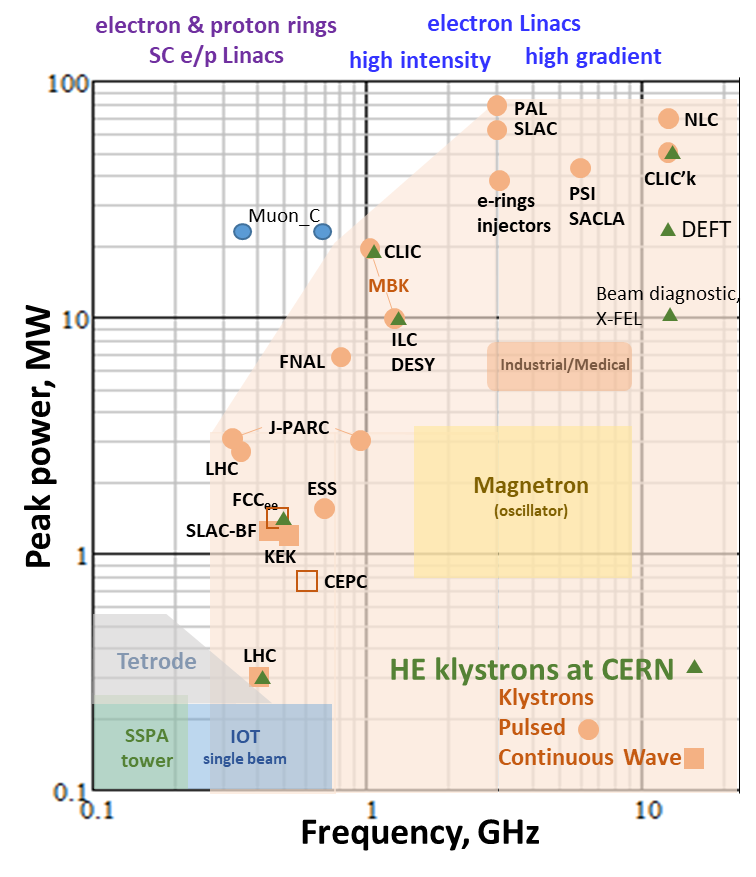 electron & proton rings
SC e/p Linacs
electron Linacs
high intensity
high gradient
100
PAL
SLAC
NLC
CLIC’k
e-rings
injectors
PSI
SACLA
Muon_C
DEFT
CLIC
MBK
Beam diagnostic,
X-FEL
10
ILC
DESY
FNAL
Industrial/Medical
J-PARC
LHC
Magnetron
(oscillator)
ESS
FCCee
SLAC-BF
KEK
1
CEPC
Tetrode
LHC
HE klystrons at CERN
Klystrons
Pulsed
Continuous Wave
SSPA
tower
IOT
single beam
0.1
0.1
1
10
Frequency, GHz
Peak power, MW